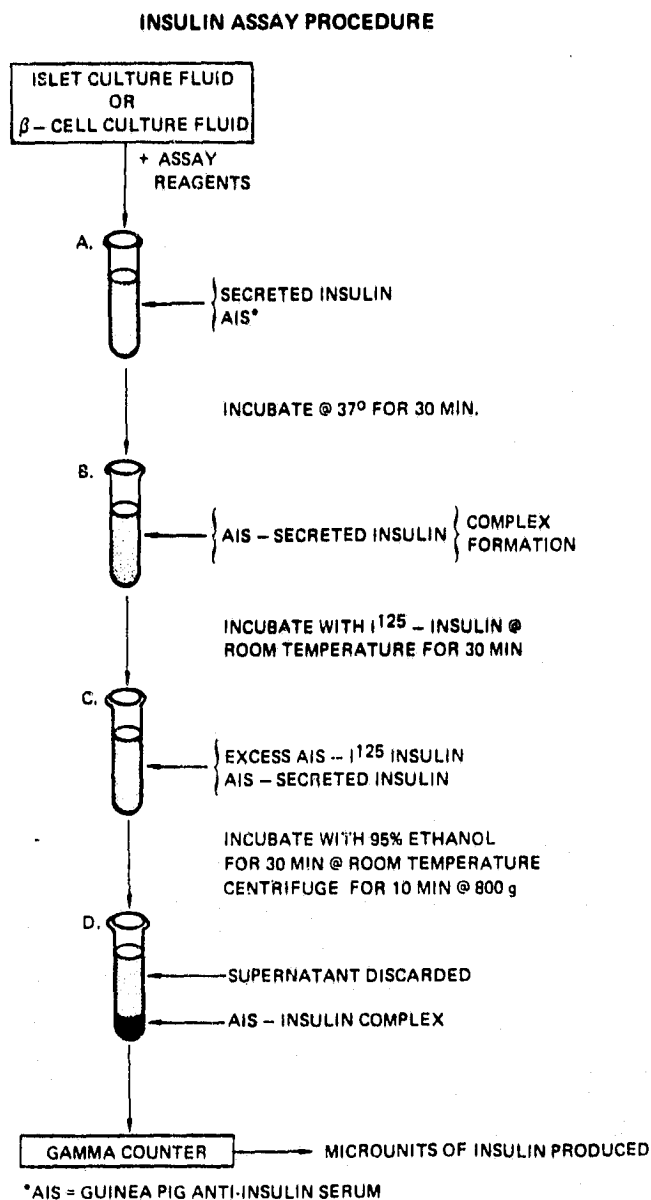 INSULIN ASSAY PROCEDURE
ISLET CULTURE FLUID
OR
β – CELL CULTURE FLUID
+ ASSAY
REAGENTS
A.
SECRETED INSULIN
AIS*
INCUBATE @ 37° FOR 30 MIN.
B.
AIS – SECRETED INSULIN
COMPLEX
FORMATION
INCUBATE WITH I125 – INSULIN @
ROOM TEMPERATURE FOR 30 MIN
C.
EXCESS AIS – I125 INSULIN
AIS – SECRETED INSULIN
INCUBATE WITH 95% ETHANOL
FOR 30 MIN @ ROOM TEMPERATURE
CENTRIFUGE FOR 10 MIN @ 800 g
D.
SUPERNATANT DISCARDED
AIS – INSULIN COMPLEX
GAMMA COUNTER
MICROUNITS OF INSULIN PRODUCED
*AIS = GUINEA PIG ANTI-INSULIN SERUM